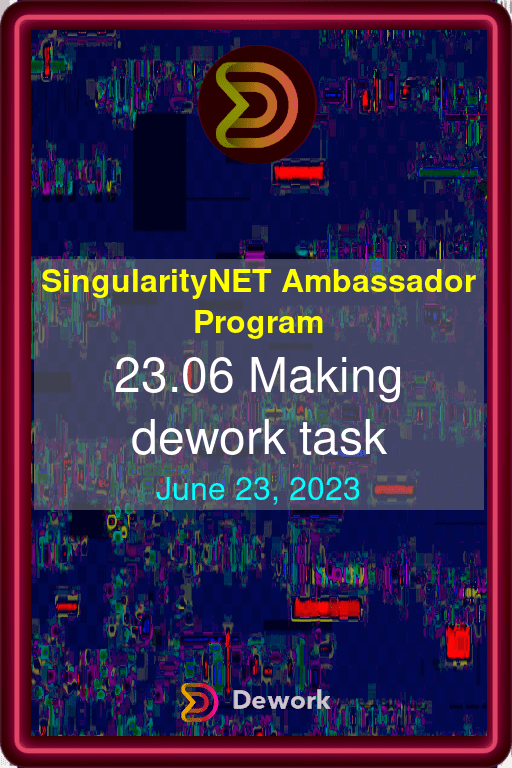 SingularityNET Ambassador
Program
23.06 Making
dework task
June 23, 2023
Dework